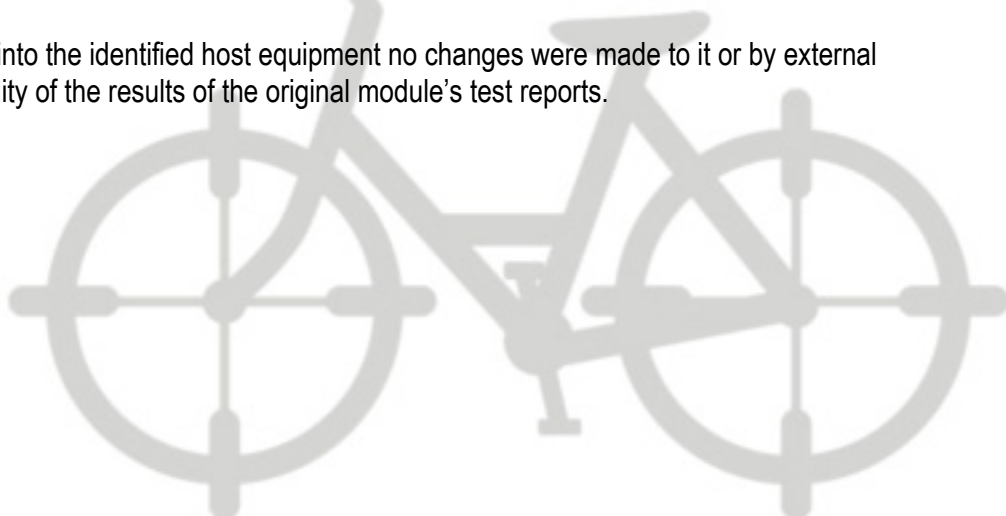 into the identified host equipment no changes were made to it or by external
ity of the results of the original module’s test reports.